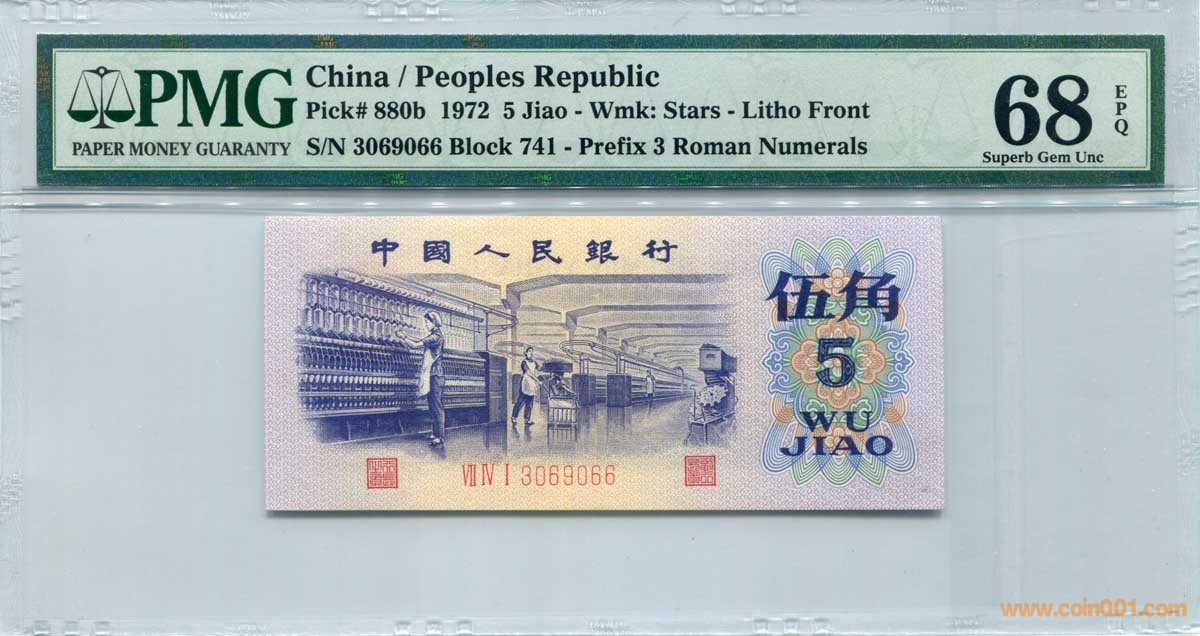 PMG
PAPER MONEY GUARANTY
China / Peoples Republic
Pick# 880b 1972 5 Jiao - Wmk: Stars - Litho Front
S/N 3069066 Block 741 - Prefix 3 Roman Numerals
68
EPQ
Superb Gem Unc
中國人民銀行
伍角
5
WU
JIAO
VII IV I 3069066
www.coin001.com